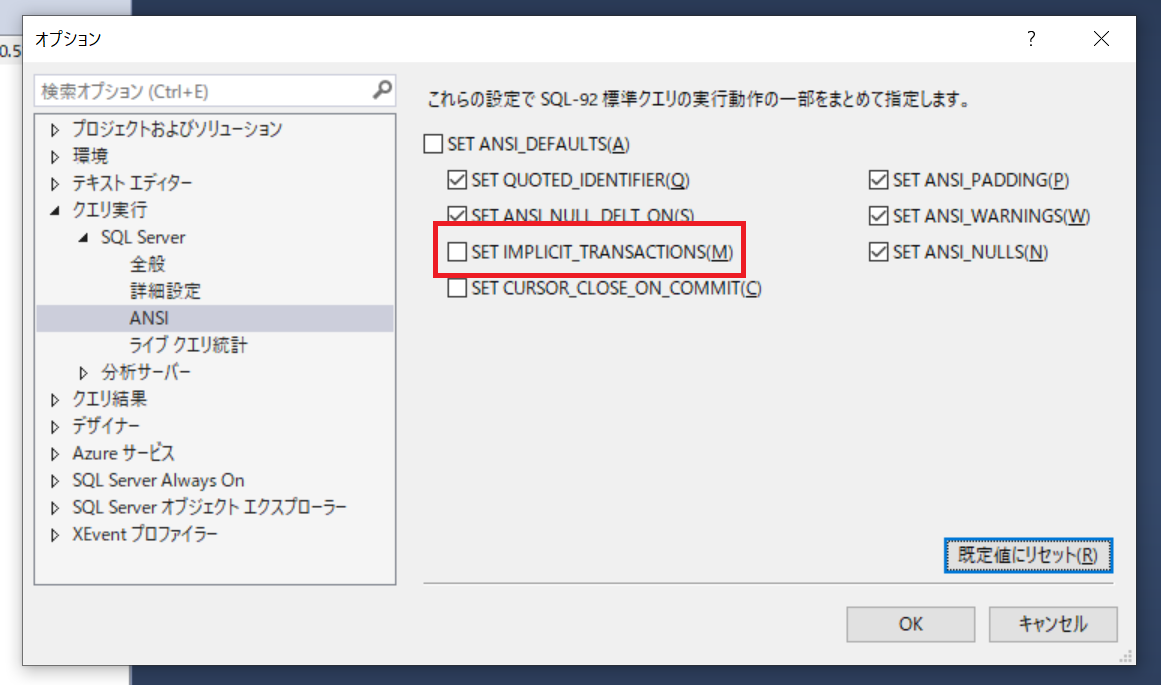 オプション
?
0.5
検索オプション (Ctrl+E)
プロジェクトおよびソリューション
環境
テキスト エディター
クエリ実行
SQL Server
全般
詳細設定
ANSI
ライブ クエリ統計
分析サーバー
クエリ結果
デザイナー
Azure サービス
SQL Server Always On
SQL Server オブジェクト エクスプローラー
XEvent プロファイラー
これらの設定で SQL-92 標準クエリの実行動作の一部をまとめて指定します。
SET ANSI_DEFAULTS(A)
SET QUOTED_IDENTIFIER(Q)
SET ANSI_NULL_DFLT_ON(S)
SET IMPLICIT_TRANSACTIONS(M)
SET CURSOR_CLOSE_ON_COMMIT(C)
SET ANSI_PADDING(P)
SET ANSI_WARNINGS(W)
SET ANSI_NULLS(N)
既定値にリセット(R)
OK
キャンセル